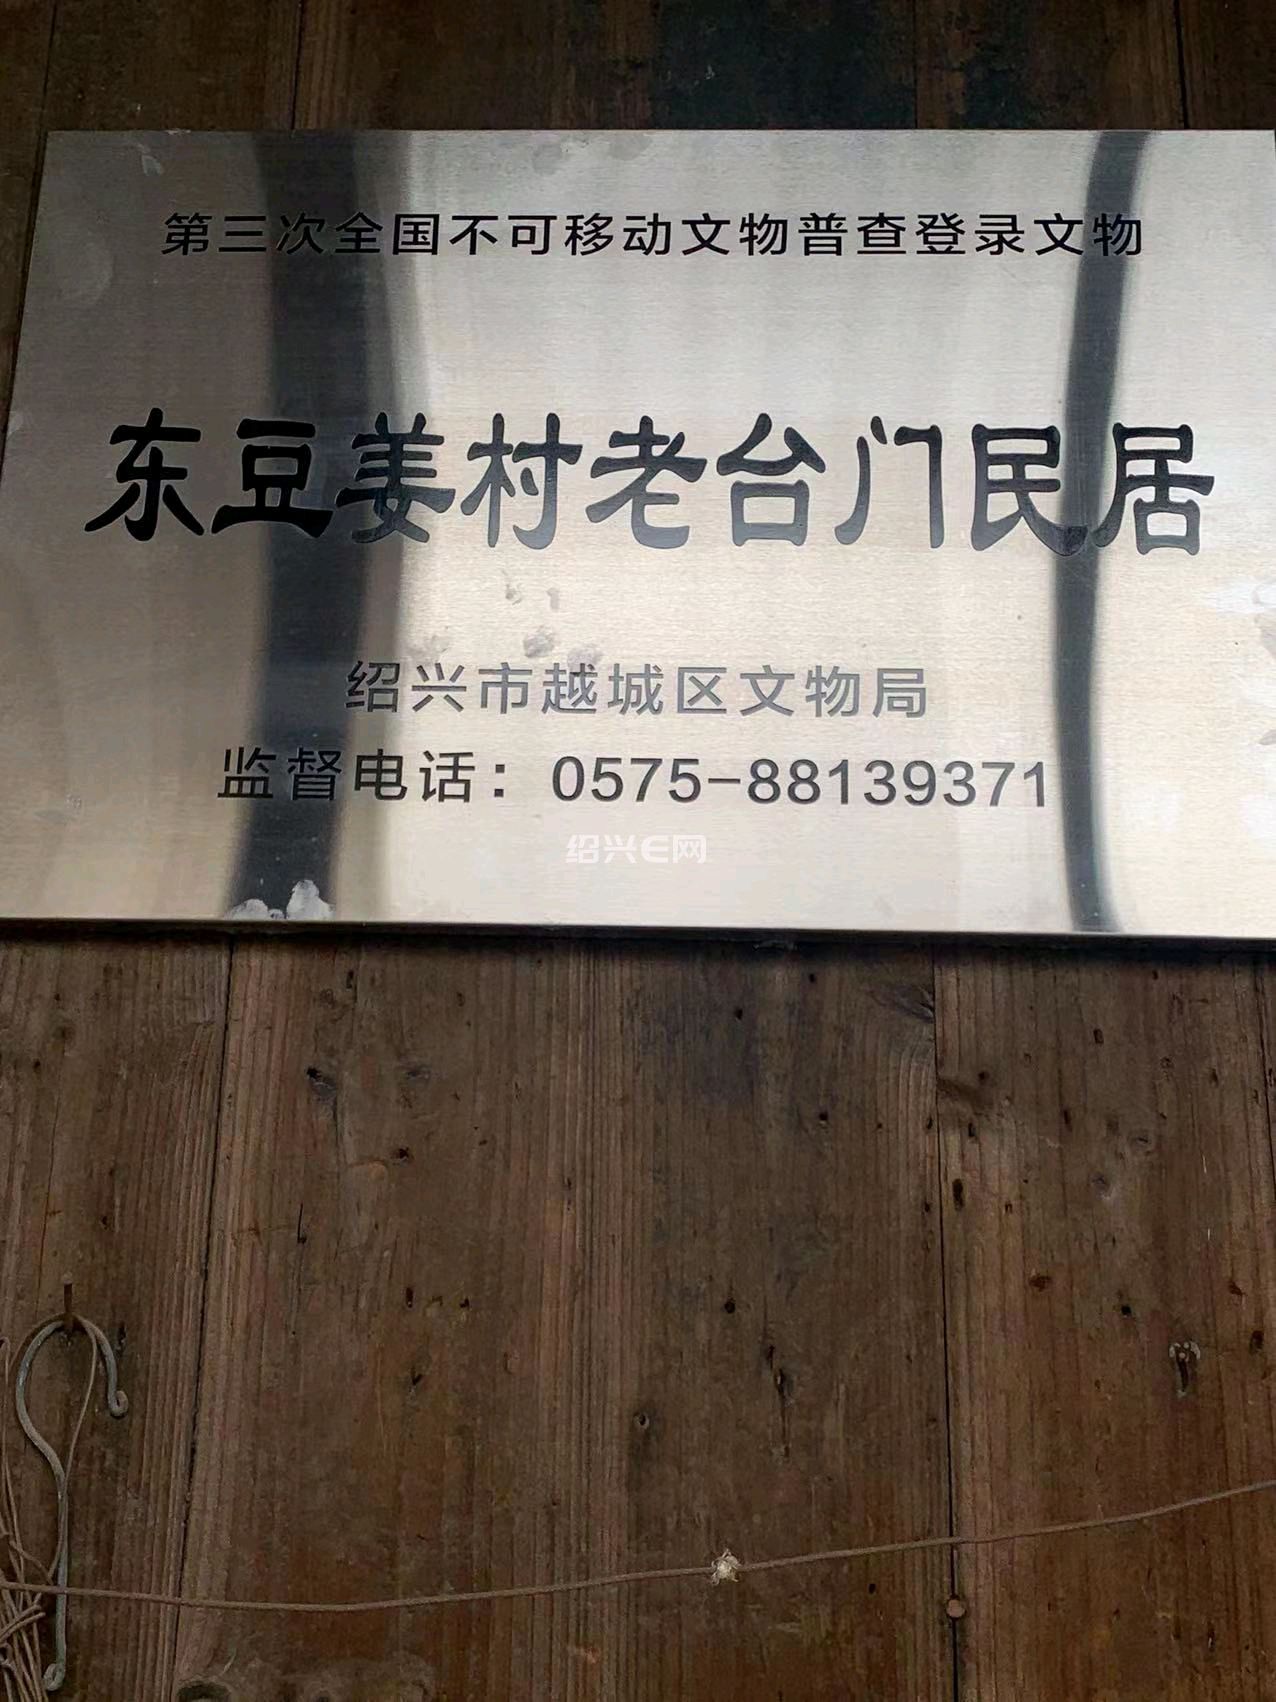 第三次全国不可移动文物普查登录文物
东豆姜村老台门民居
绍兴市越城区文物局
监督电话：0575-88139371
绍兴E网